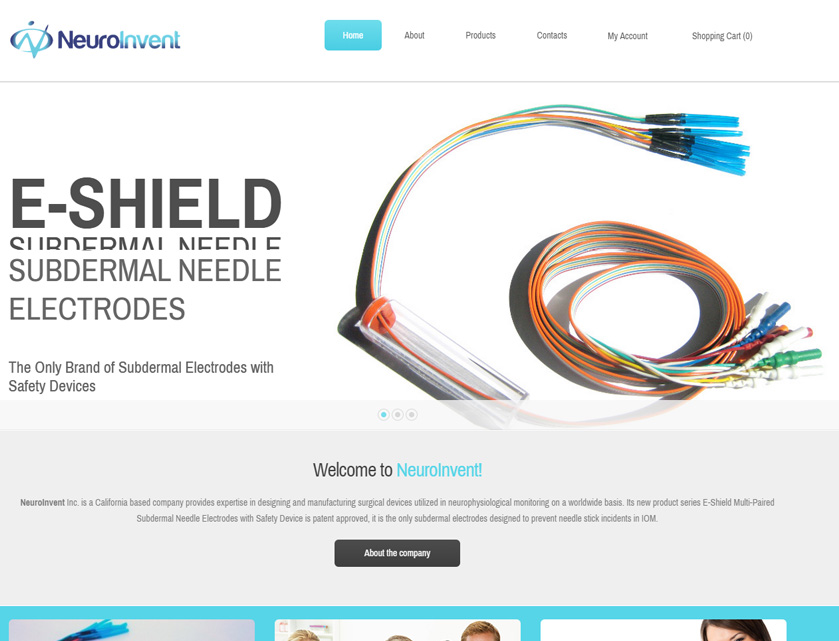 NeuroInvent
Home About Products Contacts My Account Shopping Cart (0)
E-SHIELD
SUBDERMAL NEEDLE
SUBDERMAL NEEDLE
ELECTRODES
The Only Brand of Subdermal Electrodes with
Safety Devices
Welcome to NeuroInvent!
NeuroInvent Inc. is a California based company provides expertise in designing and manufacturing surgical devices utilized in neurophysiological monitoring on a worldwide basis. Its new product series E-Shield Multi-Paired
Subdermal Needle Electrodes with Safety Device is patent approved, it is the only subdermal electrodes designed to prevent needle stick incidents in IOM.
About the company